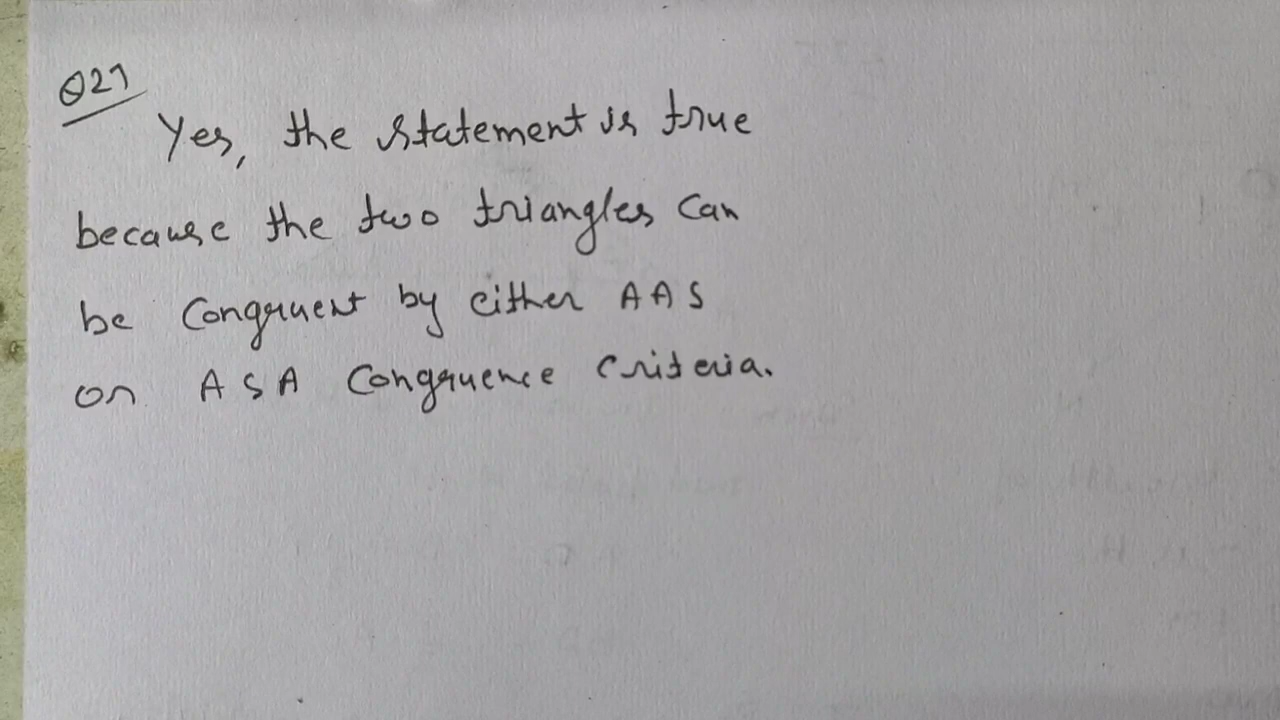 Q21
Yes, the statement is true
because the two triangles can
be congruent by either AAS
or ASA congruence criteria.